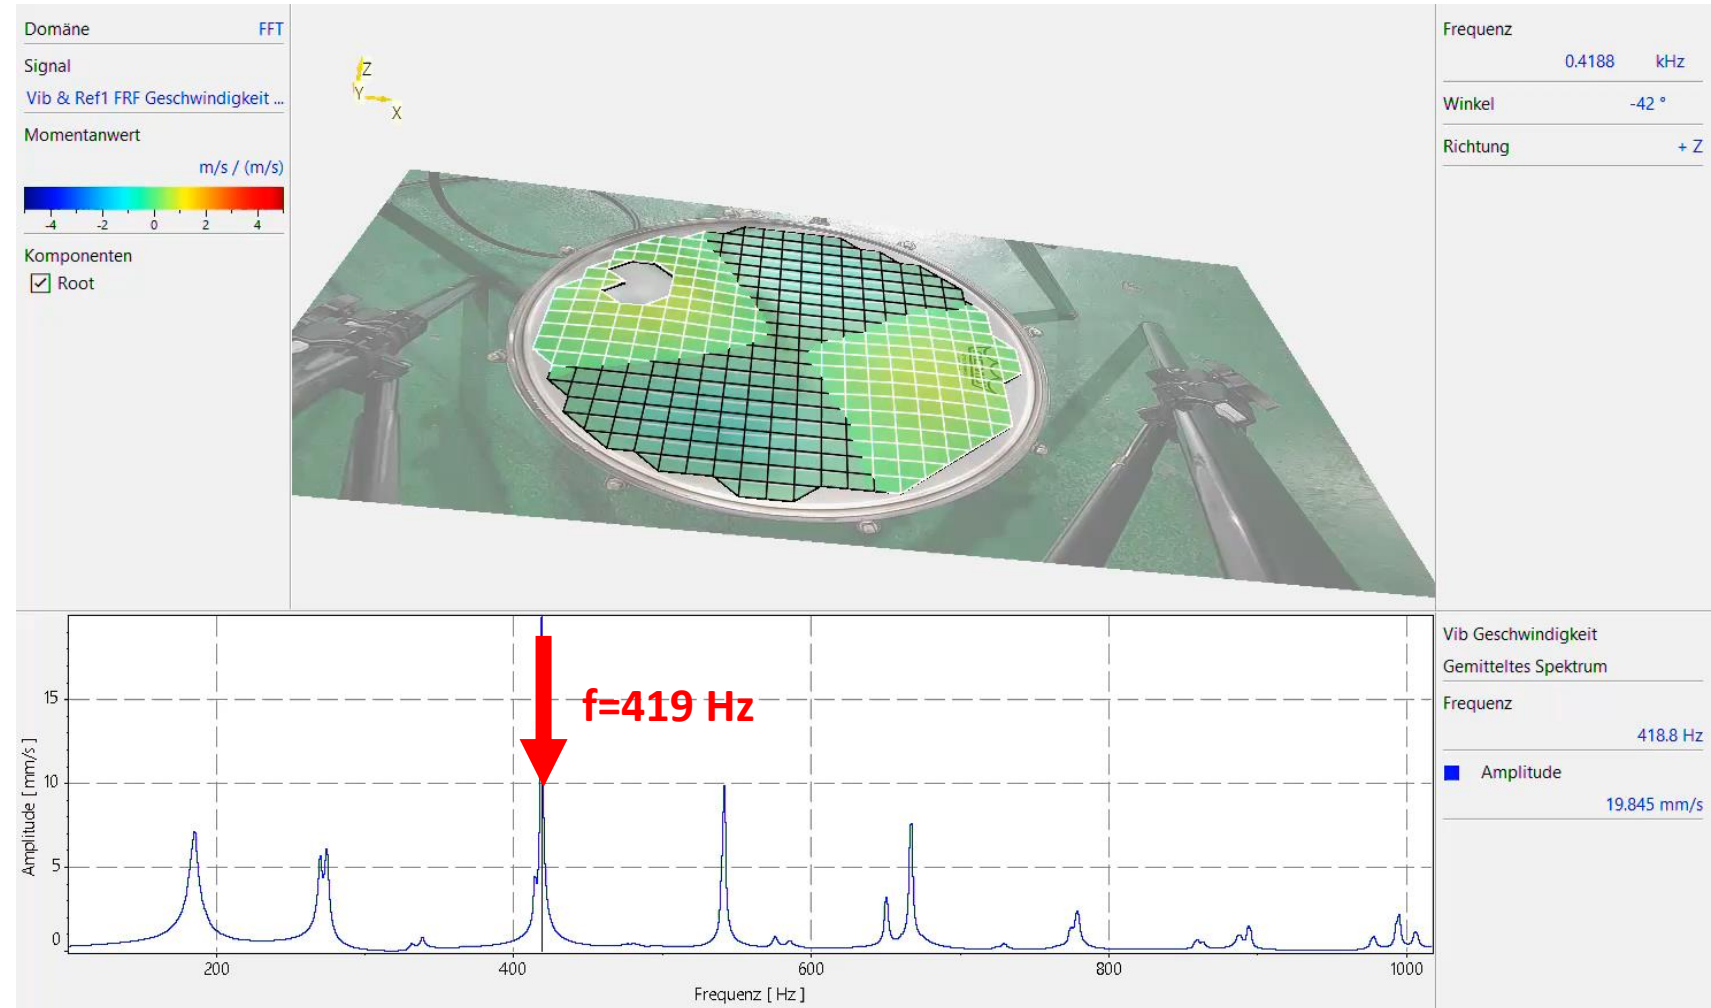 Domäne FFT
Signal
Vib & Ref1 FRF Geschwindigkeit ...
Momentanwert
m/s / (m/s)
-4 -2 0 2 4
Komponenten
Root
Z
Y
X
Frequenz
0.4188 kHz
Winkel -42 °
Richtung + Z
15
10
5
0
Amplitude [ mm/s ]
f=419 Hz
200 400 600 800 1000
Frequenz [ Hz ]
Vib Geschwindigkeit
Gemitteltes Spektrum
Frequenz
418.8 Hz
Amplitude
19.845 mm/s